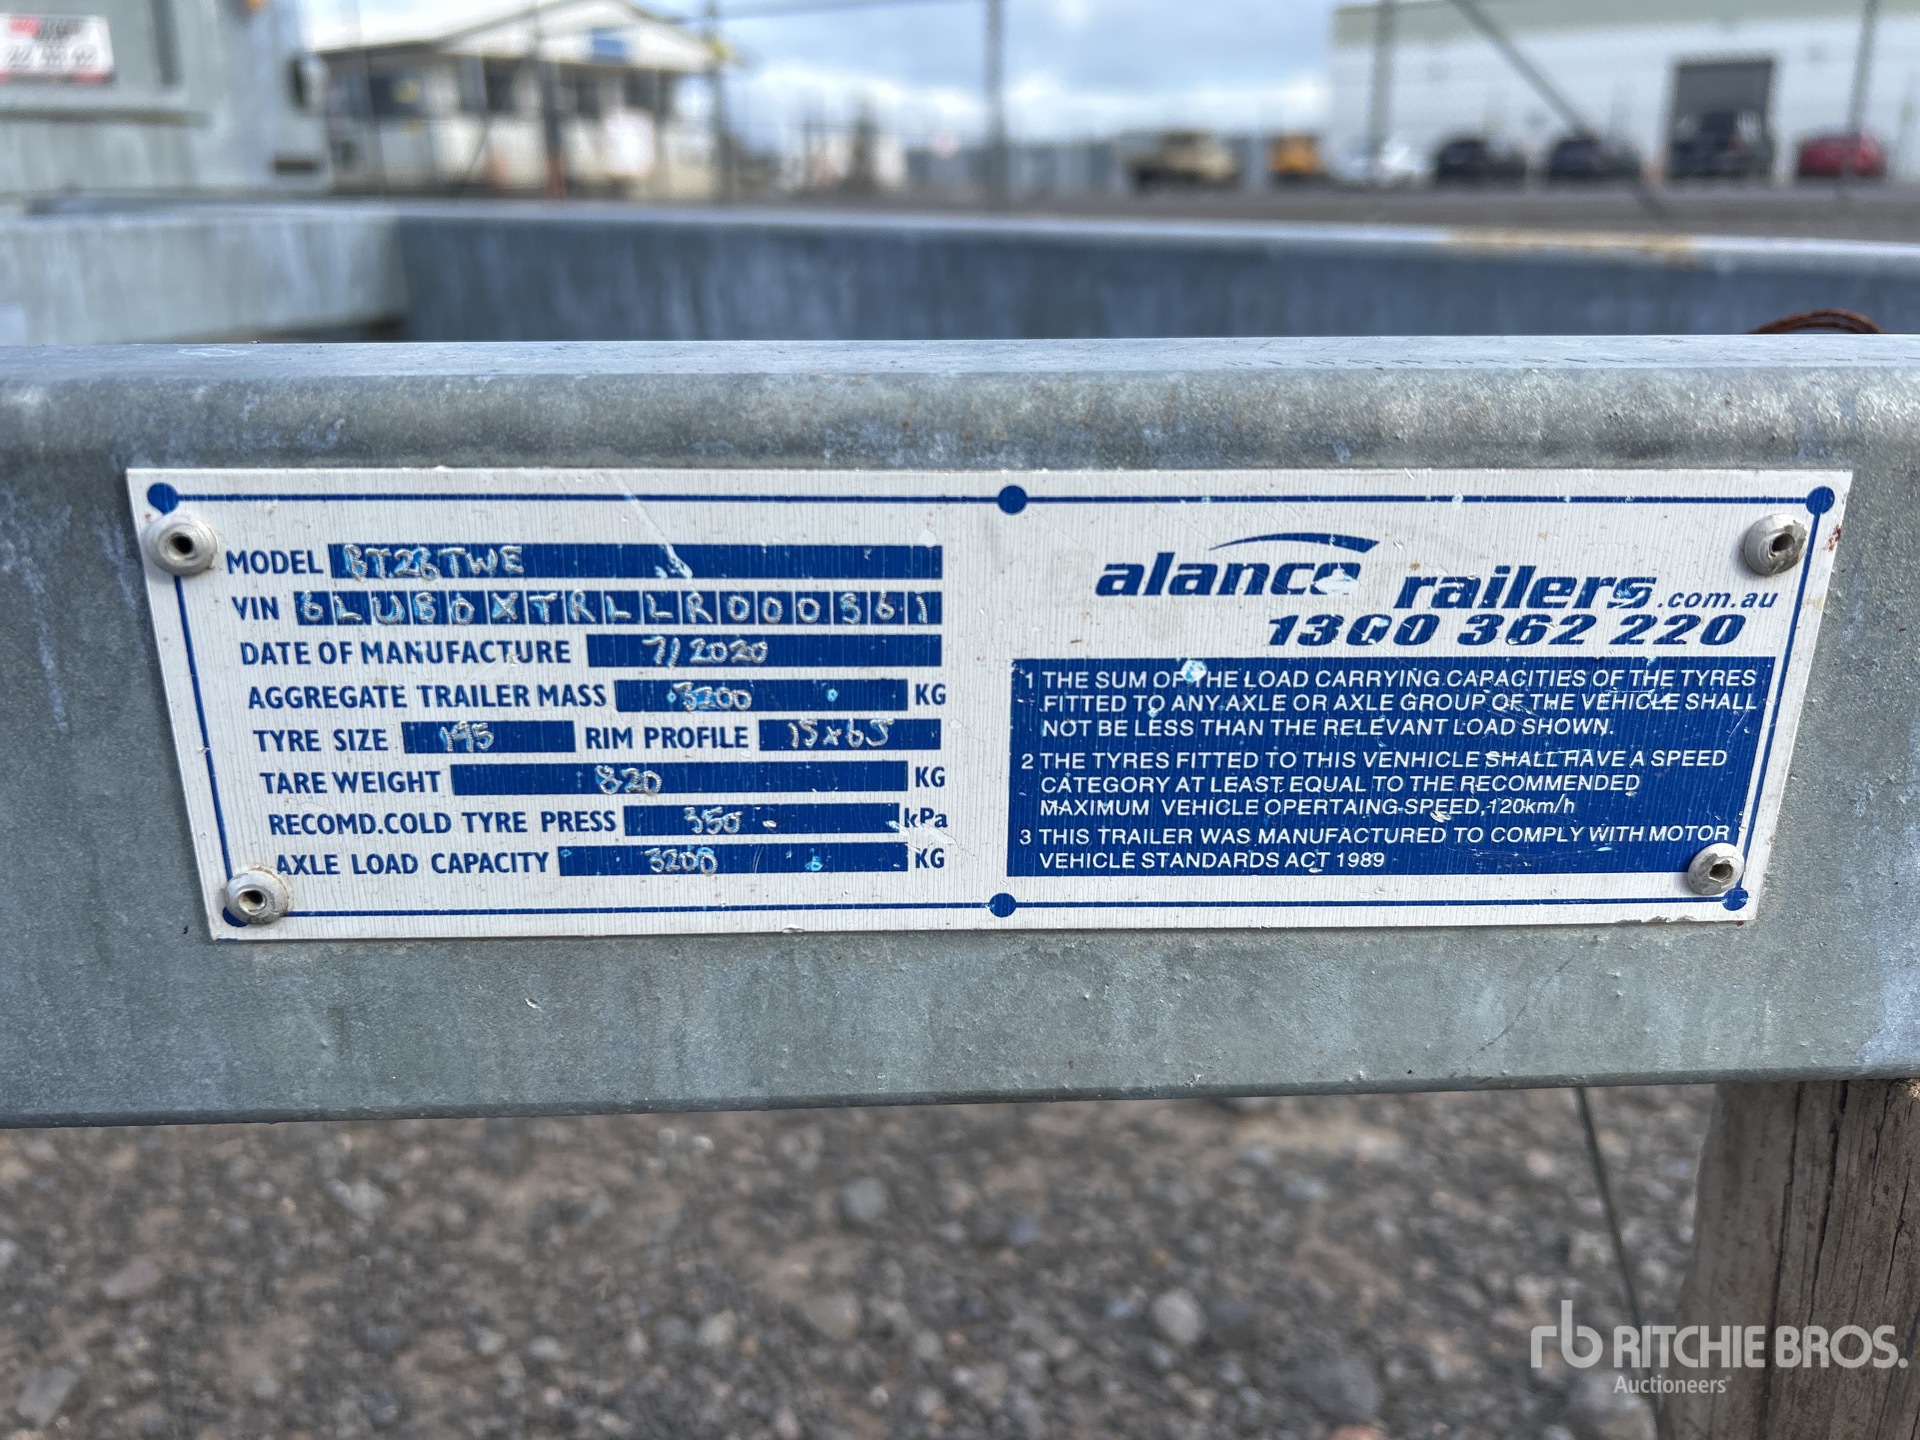 MODEL BT26TWE
VIN 6LUBOXTRLLR000361
DATE OF MANUFACTURE 7/2020
AGGREGATE TRAILER MASS 3200 KG
TYRE SIZE 195 RIM PROFILE 15x65
TARE WEIGHT 820 KG
RECOMD.COLD TYRE PRESS 350 kPa
AXLE LOAD CAPACITY 3200 KG
alance railers.com.au
1300 362 220
1 THE SUM OF THE LOAD CARRYING CAPACITIES OF THE TYRES
FITTED TO ANY AXLE OR AXLE GROUP OF THE VEHICLE SHALL
NOT BE LESS THAN THE RELEVANT LOAD SHOWN.
2 THE TYRES FITTED TO THIS VENHICLE SHALL HAVE A SPEED
CATEGORY AT LEAST EQUAL TO THE RECOMMENDED
MAXIMUM VEHICLE OPERTAING SPEED, 120km/h
3 THIS TRAILER WAS MANUFACTURED TO COMPLY WITH MOTOR
VEHICLE STANDARDS ACT 1989
rb RITCHIE BROS.
Auctioneers